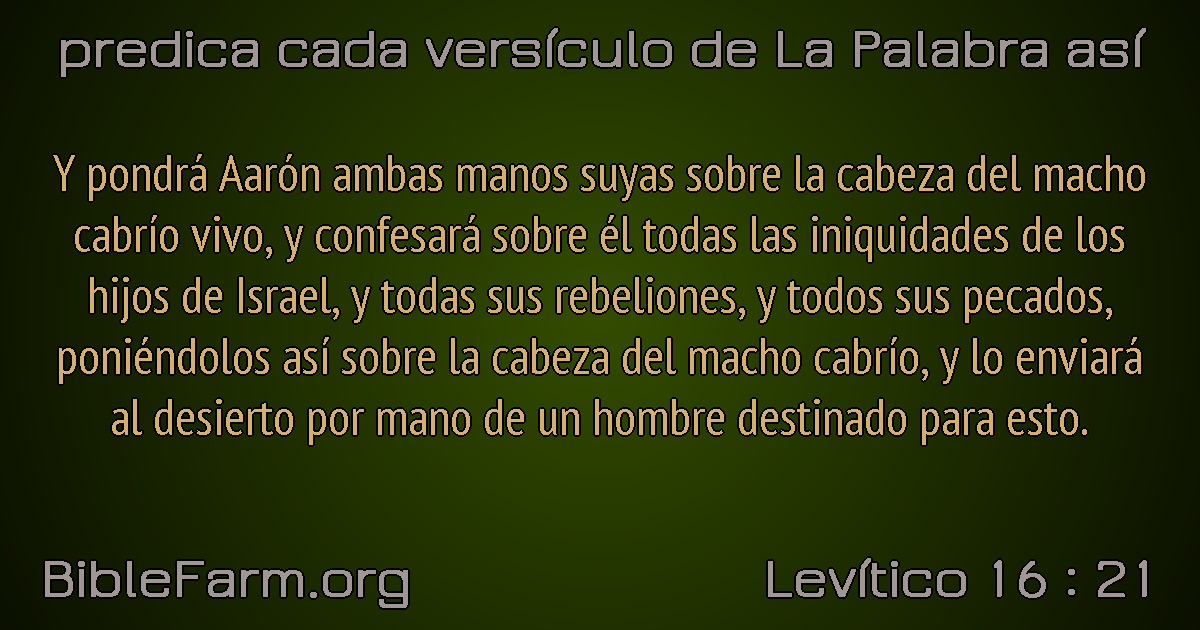 predica cada versículo de La Palabra así
Y pondrá Aarón ambas manos suyas sobre la cabeza del macho
cabrío vivo, y confesará sobre él todas las iniquidades de los
hijos de Israel, y todas sus rebeliones, y todos sus pecados,
poniéndolos así sobre la cabeza del macho cabrío, y lo enviará
al desierto por mano de un hombre destinado para esto.
BibleFarm.org
Levítico 16 : 21